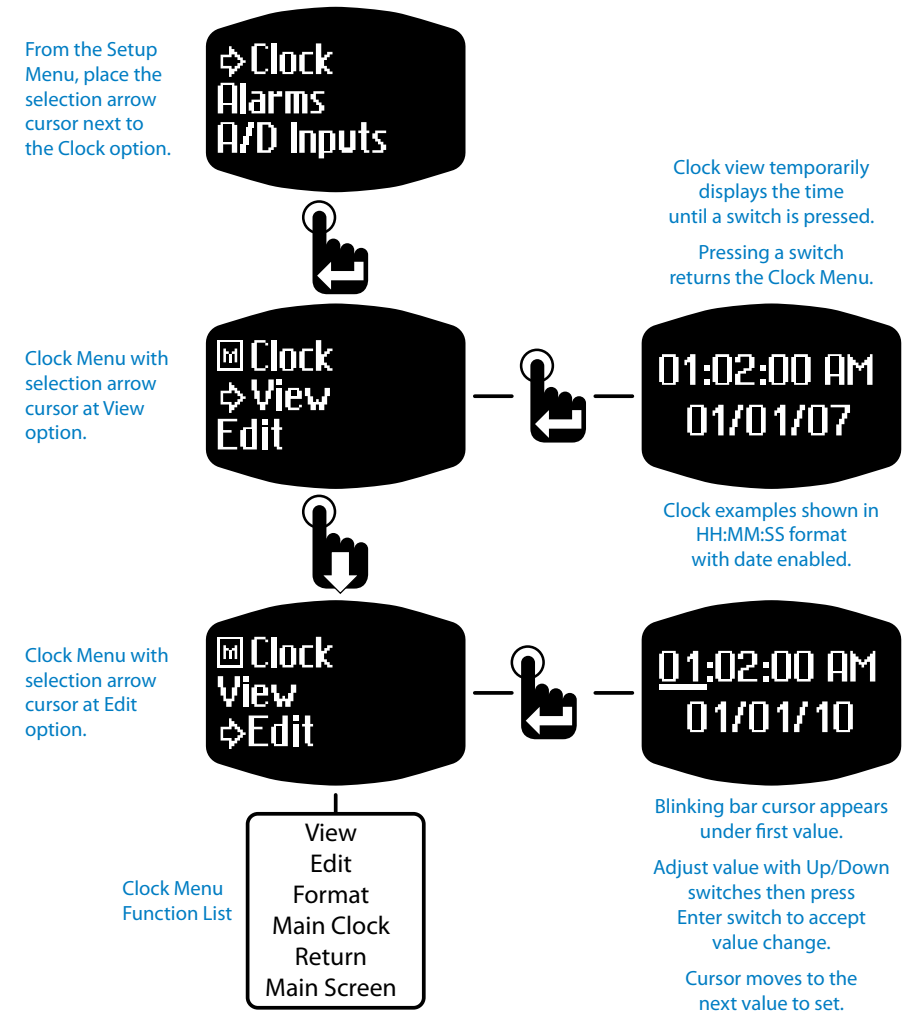 From the Setup
Menu, place the
selection arrow
cursor next to
the Clock option.
Clock
Alarms
A/D Inputs
Clock view temporarily
displays the time
until a switch is pressed.
Pressing a switch
returns the Clock Menu.
Clock Menu with
selection arrow
cursor at View
option.
M Clock
View
Edit
01:02:00 AM
01/01/07
Clock examples shown in
HH:MM:SS format
with date enabled.
Clock Menu with
selection arrow
cursor at Edit
option.
M Clock
View
Edit
01:02:00 AM
01/01/10
Blinking bar cursor appears
under first value.
Adjust value with Up/Down
switches then press
Enter switch to accept
value change.
Cursor moves to the
next value to set.
Clock Menu
Function List
View
Edit
Format
Main Clock
Return
Main Screen